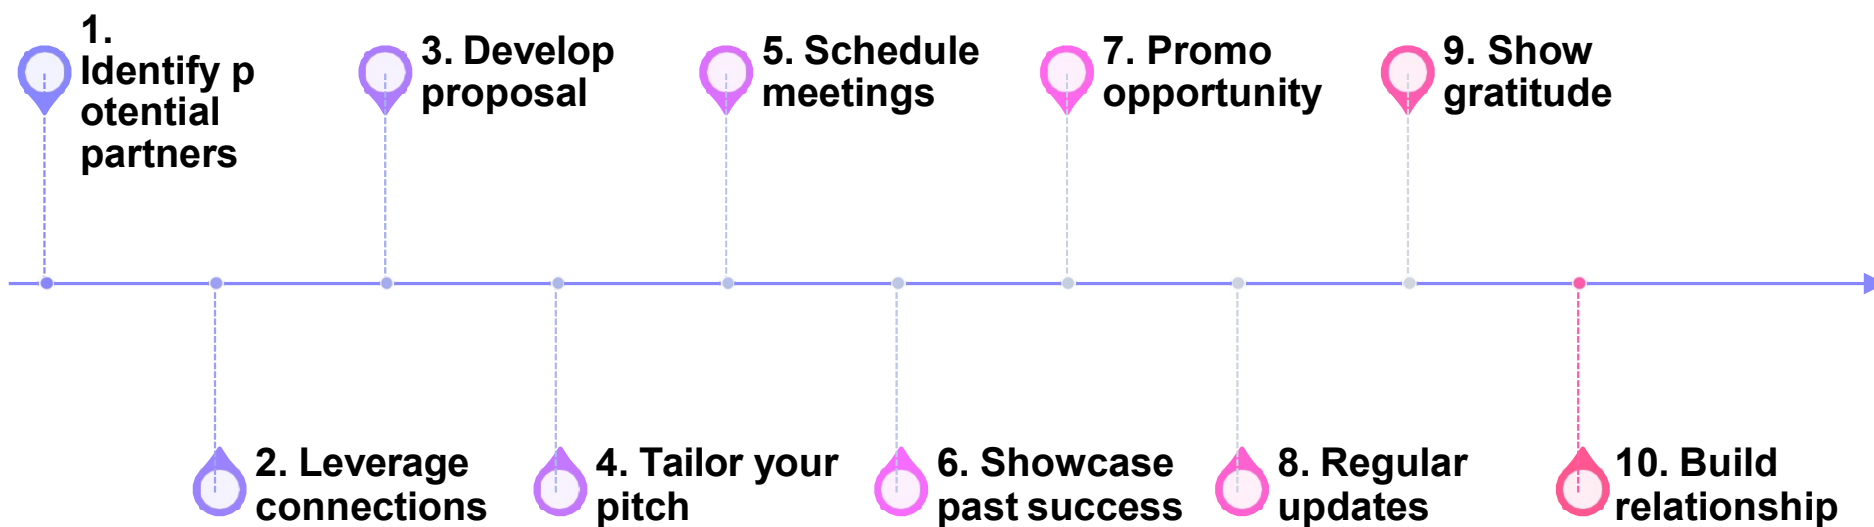 1.
Identify p
otential
partners
2. Leverage
connections
3. Develop
proposal
4. Tailor your
pitch
5. Schedule
meetings
6. Showcase
past success
7. Promo
opportunity
8. Regular
updates
9. Show
gratitude
10. Build
relationship